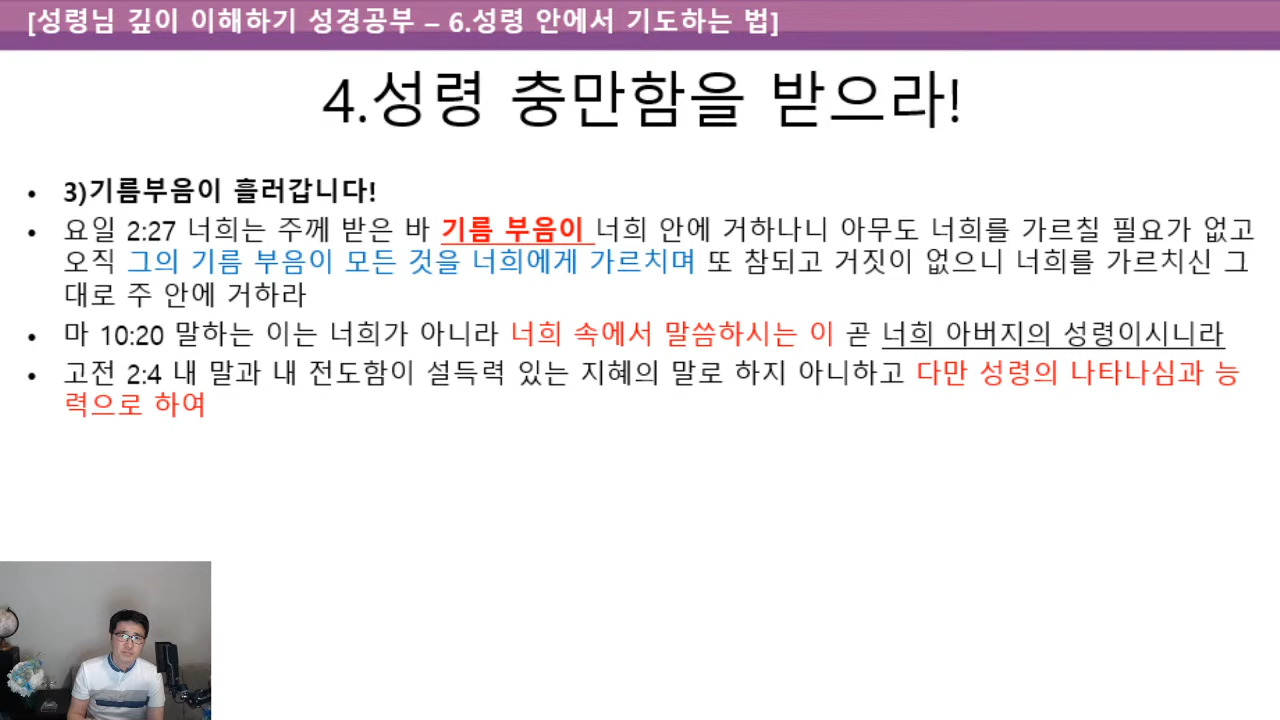 [성령님 깊이 이해하기 성경공부 – 6.성령 안에서 기도하는 법]
4.성령 충만함을 받으라!
• 3)기름부음이 흘러갑니다!
• 요일 2:27 너희는 주께 받은 바 기름 부음이 너희 안에 거하나니 아무도 너희를 가르칠 필요가 없고
오직 그의 기름 부음이 모든 것을 너희에게 가르치며 또 참되고 거짓이 없으니 너희를 가르치신 그
대로 주 안에 거하라
• 마 10:20 말하는 이는 너희가 아니라 너희 속에서 말씀하시는 이 곧 너희 아버지의 성령이시니라
• 고전 2:4 내 말과 내 전도함이 설득력 있는 지혜의 말로 하지 아니하고 다만 성령의 나타나심과 능
력으로 하여